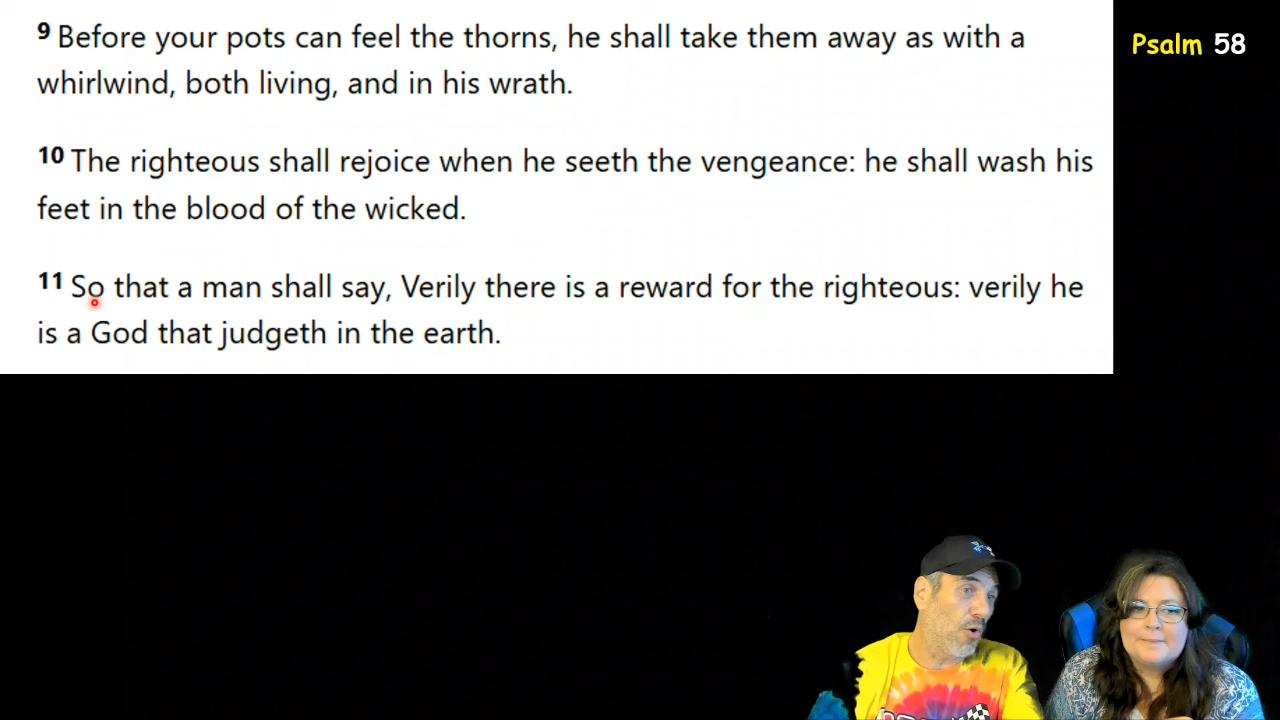 Psalm 58
9 Before your pots can feel the thorns, he shall take them away as with a
whirlwind, both living, and in his wrath.
10 The righteous shall rejoice when he seeth the vengeance: he shall wash his
feet in the blood of the wicked.
11 So that a man shall say, Verily there is a reward for the righteous: verily he
is a God that judgeth in the earth.